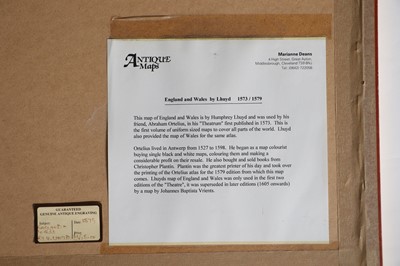 ANTIQUE
Maps
Marianne Deans
England and Wales by Lhuyd 1573 / 1579
This map of England and Wales is by Humphrey Lhuyd and was used by his
friend, Abraham Ortelius, in his "Theatrum" first published in 1573. This is
the first volume of uniform sized maps to cover all parts of the world. Lhuyd
also provided the map of Wales for the same atlas.
Ortelius lived in Antwerp from 1527 to 1598. He began as a map colourist
buying single black and white maps, colouring them and making a
considerable profit on their resale. He also bought and sold books from
Christopher Plantin. Plantin was the greatest printer of his day and took over
the printing of the Ortelius atlas for the 1579 edition from which this map
comes. Lhuyds map of England and Wales was only used in the first two
editions of the "Theatre", it was superseded in later editions (1605 onwards)
by a map by Johannes Baptista Vrients.
GUARANTEED
GENUINE ANTIQUE ENGRAVING